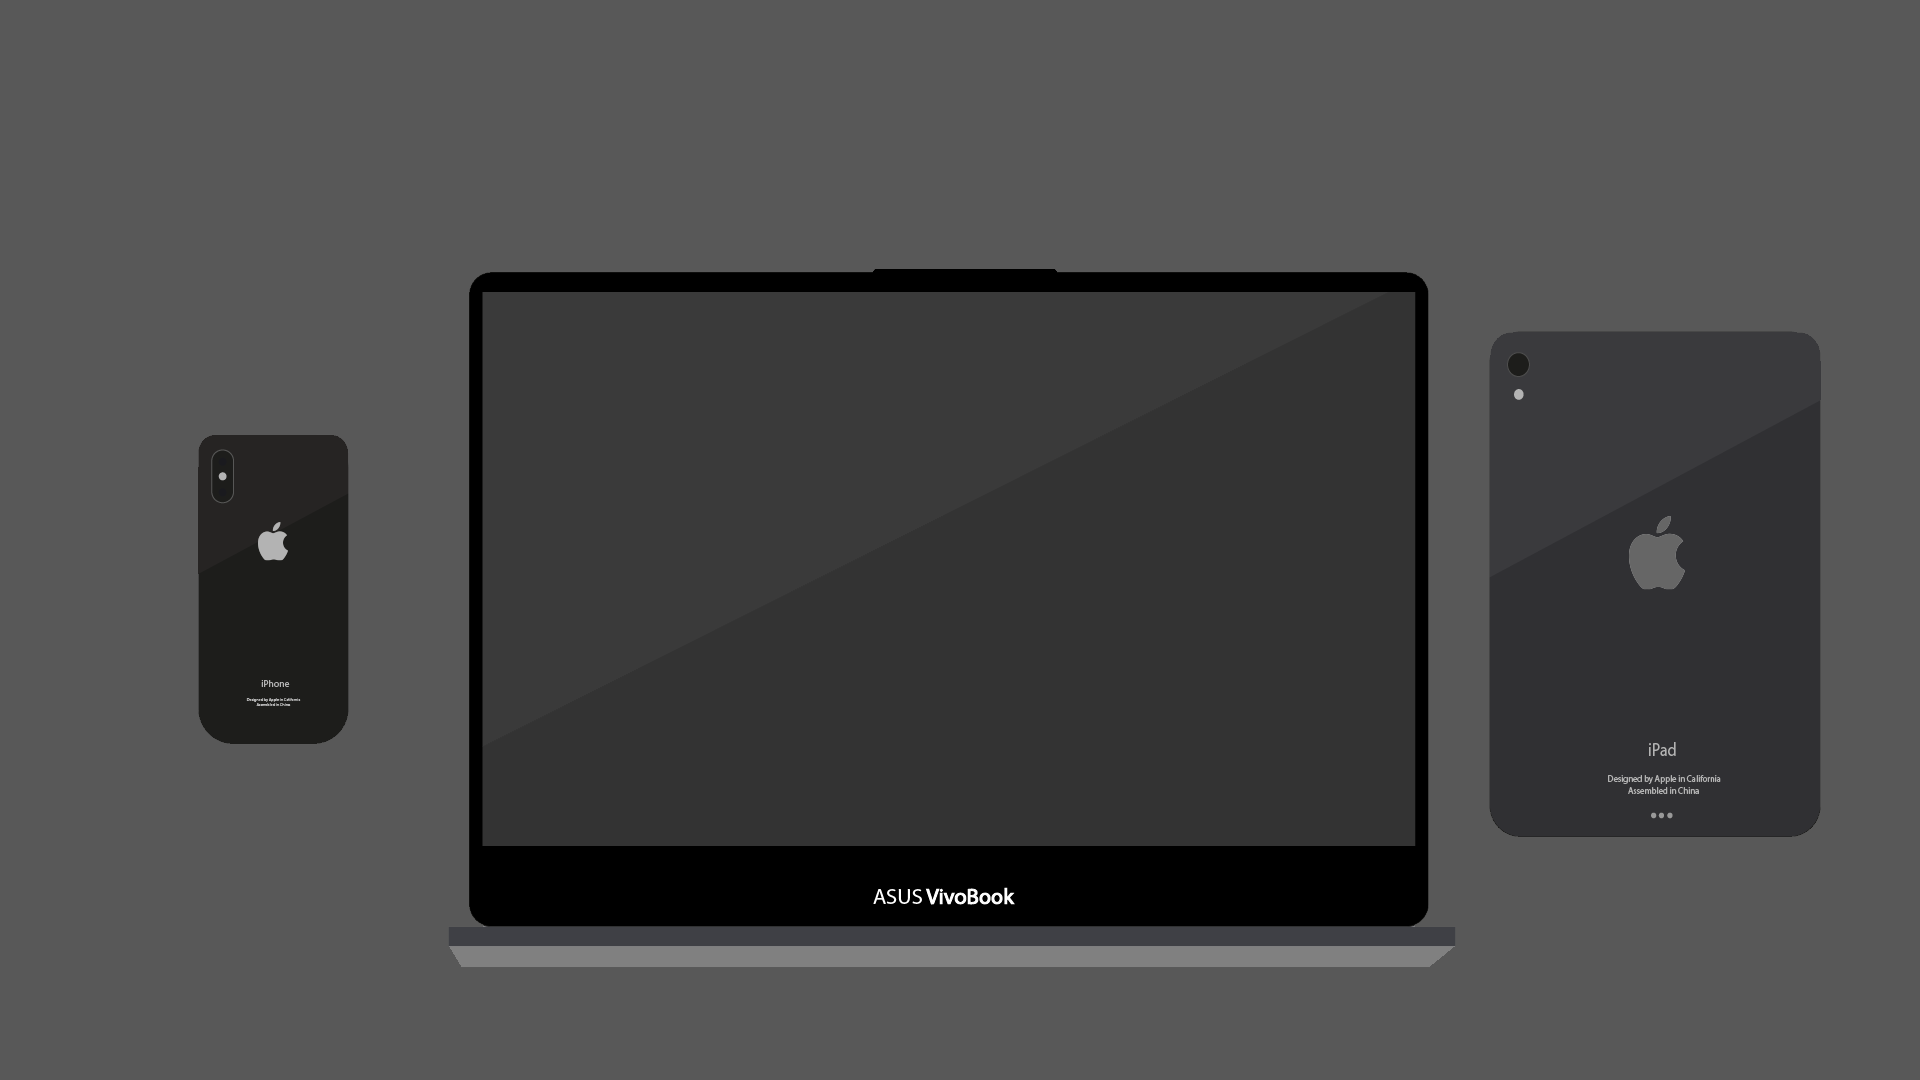 iPhone
Designed by Apple in California
Assembled in China
ASUS VivoBook
iPad
Designed by Apple in California
Assembled in China